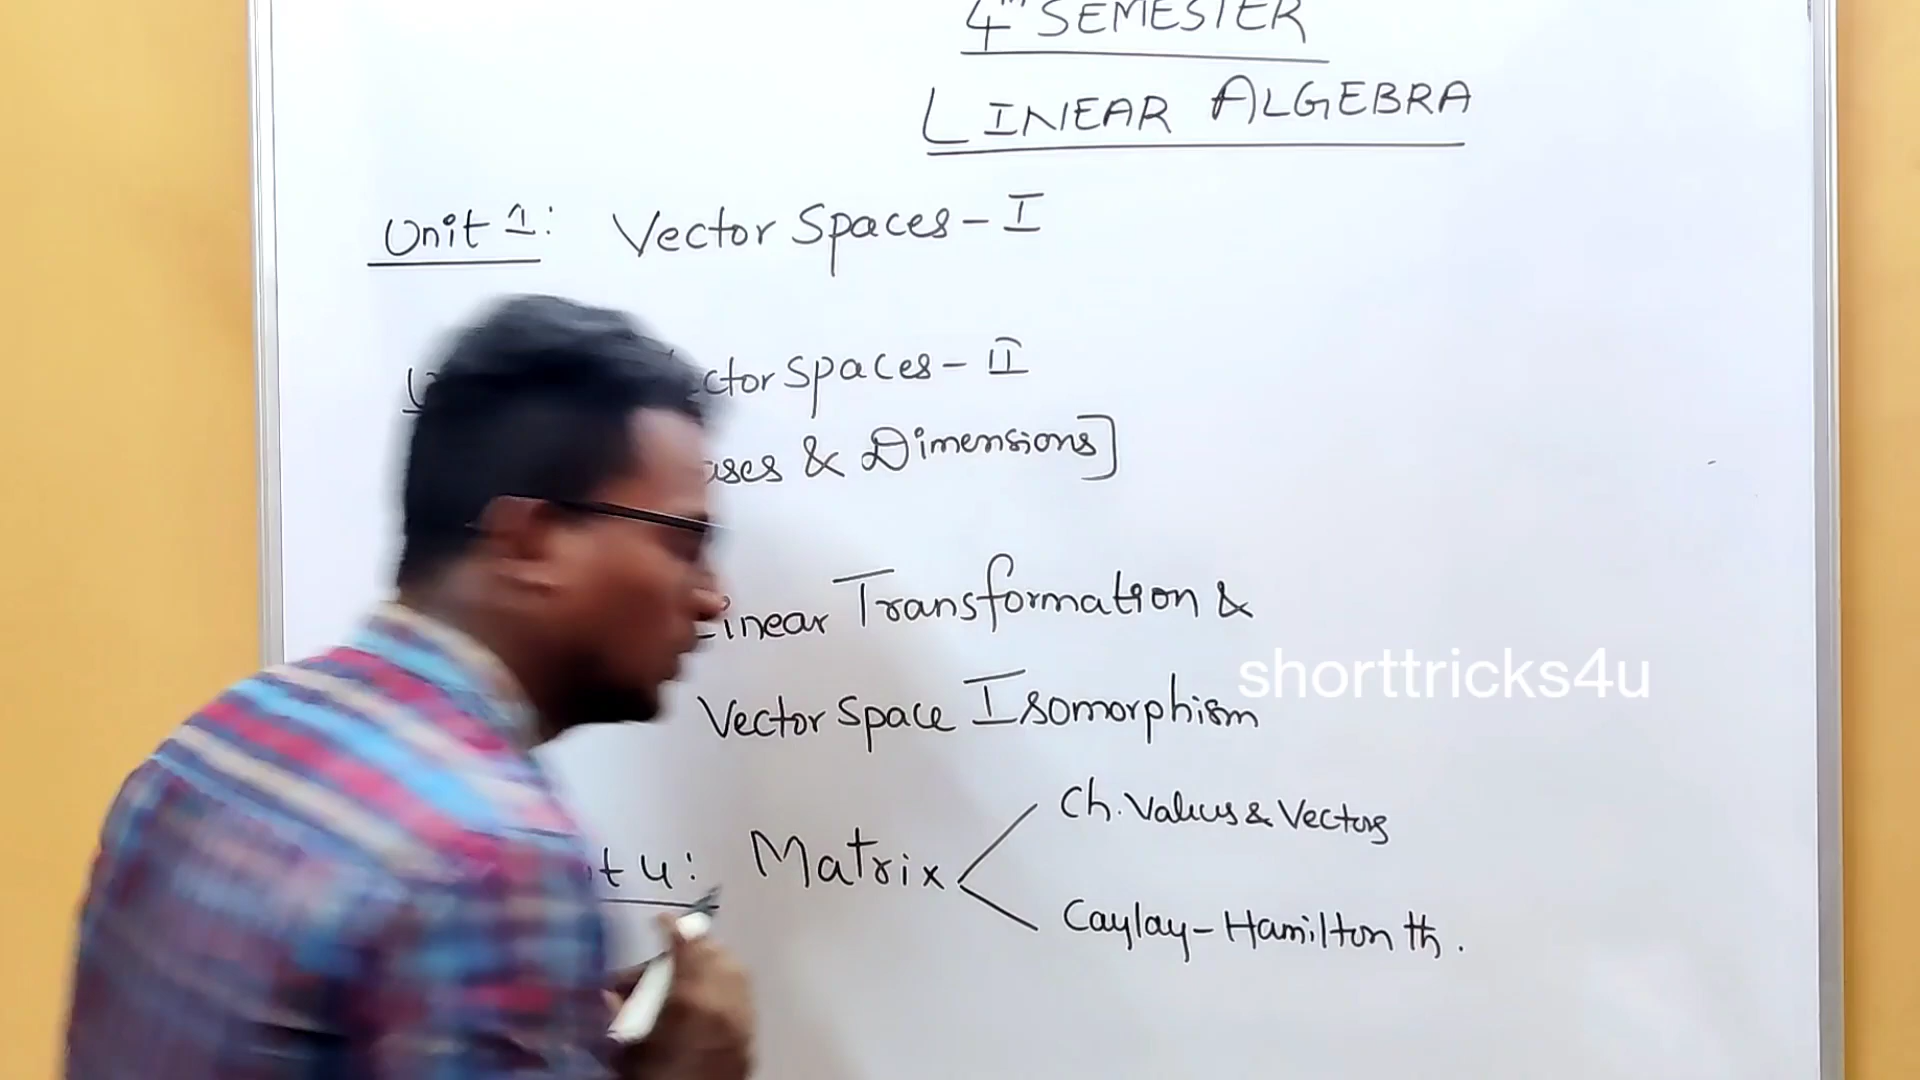 4th SEMESTER
LINEAR ALGEBRA
Unit 1: Vector Spaces - I
ctor Spaces - II
ases & Dimensions]
Linear Transformation &
shorttricks4u
Vector Space Isomorphism
Ch. Values & Vectors
t 4: Matrix
Caylay-Hamilton th.